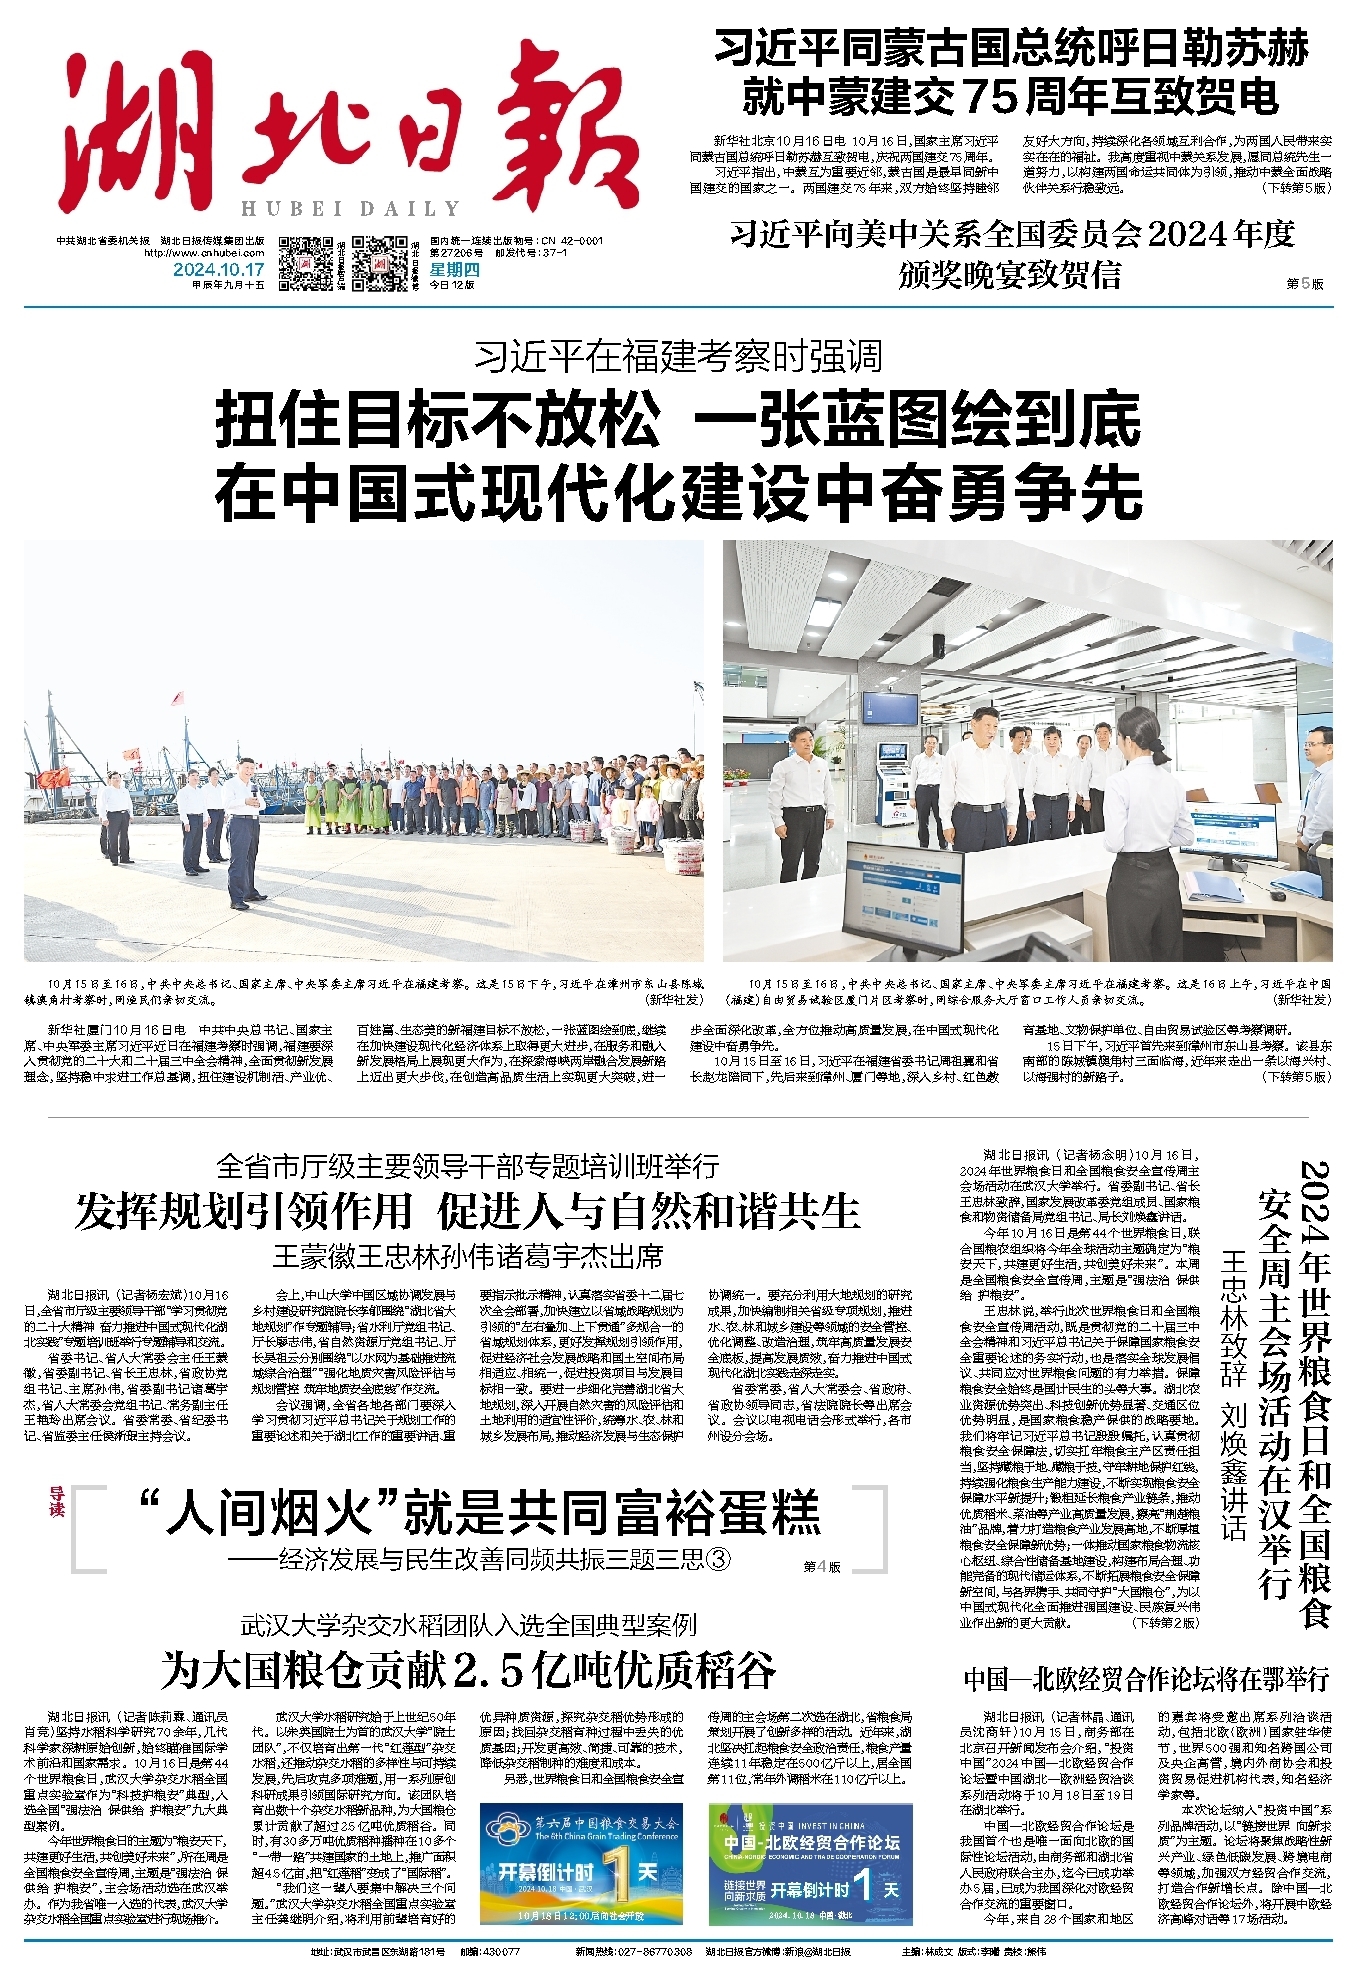 湖北日報
HUBEI DAILY
中共湖北省委机关报 湖北日报传媒集团出版
http://www.cnhubei.com
2024.10.17
甲辰年九月十五
国内统一连续出版物号：CN 42-0001
第27206号 邮发代号：37-1
星期四
今日12版
习近平同蒙古国总统呼日勒苏赫
就中蒙建交75周年互致贺电
新华社北京10月16日电 10月16日，国家主席习近平
同蒙古国总统呼日勒苏赫互致贺电，庆祝两国建交75周年。
习近平指出，中蒙互为重要近邻，蒙古国是最早同新中
国建交的国家之一。两国建交75年来，双方始终坚持睦邻
友好大方向，持续深化各领域互利合作，为两国人民带来实
实在在的福祉。我高度重视中蒙关系发展，愿同总统先生一
道努力，以构建两国命运共同体为引领，推动中蒙全面战略
伙伴关系行稳致远。 （下转第5版）
习近平向美中关系全国委员会2024年度
颁奖晚宴致贺信
第5版
习近平在福建考察时强调
扭住目标不放松 一张蓝图绘到底
在中国式现代化建设中奋勇争先
10月15日至16日，中共中央总书记、国家主席、中央军委主席习近平在福建考察。这是15日下午，习近平在漳州市东山县陈城
镇澳角村考察时，同渔民们亲切交流。 （新华社发）
10月15日至16日，中共中央总书记、国家主席、中央军委主席习近平在福建考察。这是16日上午，习近平在中国
（福建）自由贸易试验区厦门片区考察时，同综合服务大厅窗口工作人员亲切交流。 （新华社发）
新华社厦门10月16日电 中共中央总书记、国家主
席、中央军委主席习近平近日在福建考察时强调，福建要深
入贯彻党的二十大和二十届三中全会精神，全面贯彻新发展
理念，坚持稳中求进工作总基调，扭住建设机制活、产业优、
百姓富、生态美的新福建目标不放松，一张蓝图绘到底，继续
在加快建设现代化经济体系上取得更大进步，在服务和融入
新发展格局上展现更大作为，在探索海峡两岸融合发展新路
上迈出更大步伐，在创造高品质生活上实现更大突破，进一
步全面深化改革，全方位推动高质量发展，在中国式现代化
建设中奋勇争先。
10月15日至16日，习近平在福建省委书记周祖翼和省
长赵龙陪同下，先后来到漳州、厦门等地，深入乡村、红色教
育基地、文物保护单位、自由贸易试验区等考察调研。
15日下午，习近平首先来到漳州市东山县考察。该县东
南部的陈城镇澳角村三面临海，近年来走出一条以海兴村、
以海强村的新路子。 （下转第5版）
全省市厅级主要领导干部专题培训班举行
发挥规划引领作用 促进人与自然和谐共生
王蒙徽王忠林孙伟诸葛宇杰出席
湖北日报讯（记者杨宏斌）10月16
日，全省市厅级主要领导干部“学习贯彻党
的二十大精神 奋力推进中国式现代化湖
北实践”专题培训班举行专题辅导和交流。
省委书记、省人大常委会主任王蒙
徽，省委副书记、省长王忠林，省政协党
组书记、主席孙伟，省委副书记诸葛宇
杰，省人大常委会党组书记、常务副主任
王艳玲出席会议。省委常委、省纪委书
记、省监委主任侯淅珉主持会议。
会上，中山大学中国区域协调发展与
乡村建设研究院院长李郇围绕“湖北省大
地规划”作专题辅导；省水利厅党组书记、
厅长廖志伟，省自然资源厅党组书记、厅
长吴祖云分别围绕“以水网为基础推进流
域综合治理”“强化地质灾害风险评估与
规划管控 筑牢地质安全底线”作交流。
会议强调，全省各地各部门要深入
学习贯彻习近平总书记关于规划工作的
重要论述和关于湖北工作的重要讲话、重
要指示批示精神，认真落实省委十二届七
次全会部署，加快建立以省域战略规划为
引领的“左右叠加、上下贯通”多规合一的
省域规划体系，更好发挥规划引领作用，
促进经济社会发展战略和国土空间布局
相适应、相统一，促进投资项目与发展目
标相一致。要进一步细化完善湖北省大
地规划，深入开展自然灾害的风险评估和
土地利用的适宜性评价，统筹水、农、林和
城乡发展布局，推动经济发展与生态保护
协调统一。要充分利用大地规划的研究
成果，加快编制相关省级专项规划，推进
水、农、林和城乡建设等领域的安全管控、
优化调整、改造治理，筑牢高质量发展安
全底板，提高发展质效，奋力推进中国式
现代化湖北实践走深走实。
省委常委，省人大常委会、省政府、
省政协领导同志，省法院院长等出席会
议。会议以电视电话会形式举行，各市
州设分会场。
导读
“人间烟火”就是共同富裕蛋糕
——经济发展与民生改善同频共振三题三思③
第4版
武汉大学杂交水稻团队入选全国典型案例
为大国粮仓贡献2.5亿吨优质稻谷
湖北日报讯（记者陈莉霖、通讯员
肖竞）坚持水稻科学研究70余年，几代
科学家深耕原始创新，始终瞄准国际学
术前沿和国家需求。10月16日是第44
个世界粮食日，武汉大学杂交水稻全国
重点实验室作为“科技护粮安”典型，入
选全国“强法治 保供给 护粮安”九大典
型案例。
今年世界粮食日的主题为“粮安天下，
共建更好生活，共创美好未来”，所在周是
全国粮食安全宣传周，主题是“强法治 保
供给 护粮安”，主会场活动选在武汉举
办。作为我省唯一入选的代表，武汉大学
杂交水稻全国重点实验室进行现场推介。
武汉大学水稻研究始于上世纪50年
代。以朱英国院士为首的武汉大学“院士
团队”，不仅培育出第一代“红莲型”杂交
水稻，还推动杂交水稻的多样性与可持续
发展，先后攻克多项难题，用一系列原创
科研成果引领国际研究方向。该团队培
育出数十个杂交水稻新品种，为大国粮仓
累计贡献了超过2.5亿吨优质稻谷。同
时，有30多万吨优质稻种播种在10多个
“一带一路”共建国家的土地上，推广面积
超4.5亿亩，把“红莲稻”变成了“国际稻”。
“我们这一辈人要集中解决三个问
题。”武汉大学杂交水稻全国重点实验室
主任龚继明介绍，将利用前辈培育好的
优异种质资源，探究杂交稻优势形成的
原因；找回杂交稻育种过程中丢失的优
质基因；开发更高效、简捷、可靠的技术，
降低杂交稻制种的难度和成本。
另悉，世界粮食日和全国粮食安全宣
传周的主会场第二次选在湖北，省粮食局
策划开展了创新多样的活动。近年来，湖
北坚决扛起粮食安全政治责任，粮食产量
连续11年稳定在500亿斤以上，居全国
第11位，常年外调稻米在110亿斤以上。
第六届中国粮食交易大会
The 6th China Grain Trading Conference
开幕倒计时1天
2024.10.18 中国·武汉
10月18日12:00后向社会开放
投资中国 INVEST IN CHINA
中国-北欧经贸合作论坛
CHINA-NORDIC ECONOMIC AND TRADE COOPERATION FORUM
链接世界
向新求质
开幕倒计时1天
2024.10.18 中国·湖北
湖北日报讯（记者杨念明）10月16日，
2024年世界粮食日和全国粮食安全宣传周主
会场活动在武汉大学举行。省委副书记、省长
王忠林致辞，国家发展改革委党组成员、国家粮
食和物资储备局党组书记、局长刘焕鑫讲话。
今年10月16日是第44个世界粮食日，联
合国粮农组织将今年全球活动主题确定为“粮
安天下，共建更好生活，共创美好未来”。本周
是全国粮食安全宣传周，主题是“强法治 保供
给 护粮安”。
王忠林说，举行此次世界粮食日和全国粮
食安全宣传周活动，既是贯彻党的二十届三中
全会精神和习近平总书记关于保障国家粮食安
全重要论述的务实行动，也是落实全球发展倡
议、共同应对世界粮食问题的有力举措。保障
粮食安全始终是国计民生的头等大事。湖北农
业资源优势突出、科技创新优势显著、交通区位
优势明显，是国家粮食稳产保供的战略要地。
我们将牢记习近平总书记殷殷嘱托，认真贯彻
粮食安全保障法，切实扛牢粮食主产区责任担
当，坚持藏粮于地、藏粮于技，守牢耕地保护红线，
持续强化粮食生产能力建设，不断实现粮食安全
保障水平新提升；锻粗延长粮食产业链条，推动
优质稻米、菜油等产业高质量发展，擦亮“荆楚粮
油”品牌，着力打造粮食产业发展高地，不断厚植
粮食安全保障新优势；一体推动国家粮食物流核
心枢纽、综合性储备基地建设，构建布局合理、功
能完备的现代储运体系，不断拓展粮食安全保障
新空间，与各界携手、共同守护“大国粮仓”，为以
中国式现代化全面推进强国建设、民族复兴伟
业作出新的更大贡献。 （下转第2版）
2024年世界粮食日和全国粮食
安全周主会场活动在汉举行
王忠林致辞 刘焕鑫讲话
中国—北欧经贸合作论坛将在鄂举行
湖北日报讯（记者林晶、通讯
员沈商轩）10月15日，商务部在
北京召开新闻发布会介绍，“投资
中国”2024中国—北欧经贸合作
论坛暨中国湖北—欧洲经贸洽谈
系列活动将于10月18日至19日
在湖北举行。
中国—北欧经贸合作论坛是
我国首个也是唯一面向北欧的国
际性论坛活动，由商务部和湖北省
人民政府联合主办，迄今已成功举
办5届，已成为我国深化对欧经贸
合作交流的重要窗口。
今年，来自28个国家和地区
的嘉宾将受邀出席系列洽谈活
动，包括北欧（欧洲）国家驻华使
节，世界500强和知名跨国公司
及央企高管，境内外商协会和投
资贸易促进机构代表，知名经济
学家等。
本次论坛纳入“投资中国”系
列品牌活动，以“链接世界 向新求
质”为主题。论坛将聚焦战略性新
兴产业、绿色低碳发展、跨境电商
等领域，加强双方经贸合作交流，
打造合作新增长点。除中国—北
欧经贸合作论坛外，将开展中欧经
济高峰对话等17场活动。
地址：武汉市武昌区东湖路181号 邮编：430077 新闻热线：027-86770308 湖北日报官方微博：新浪@湖北日报 主编：林成文 版式：李曙 责校：熊伟